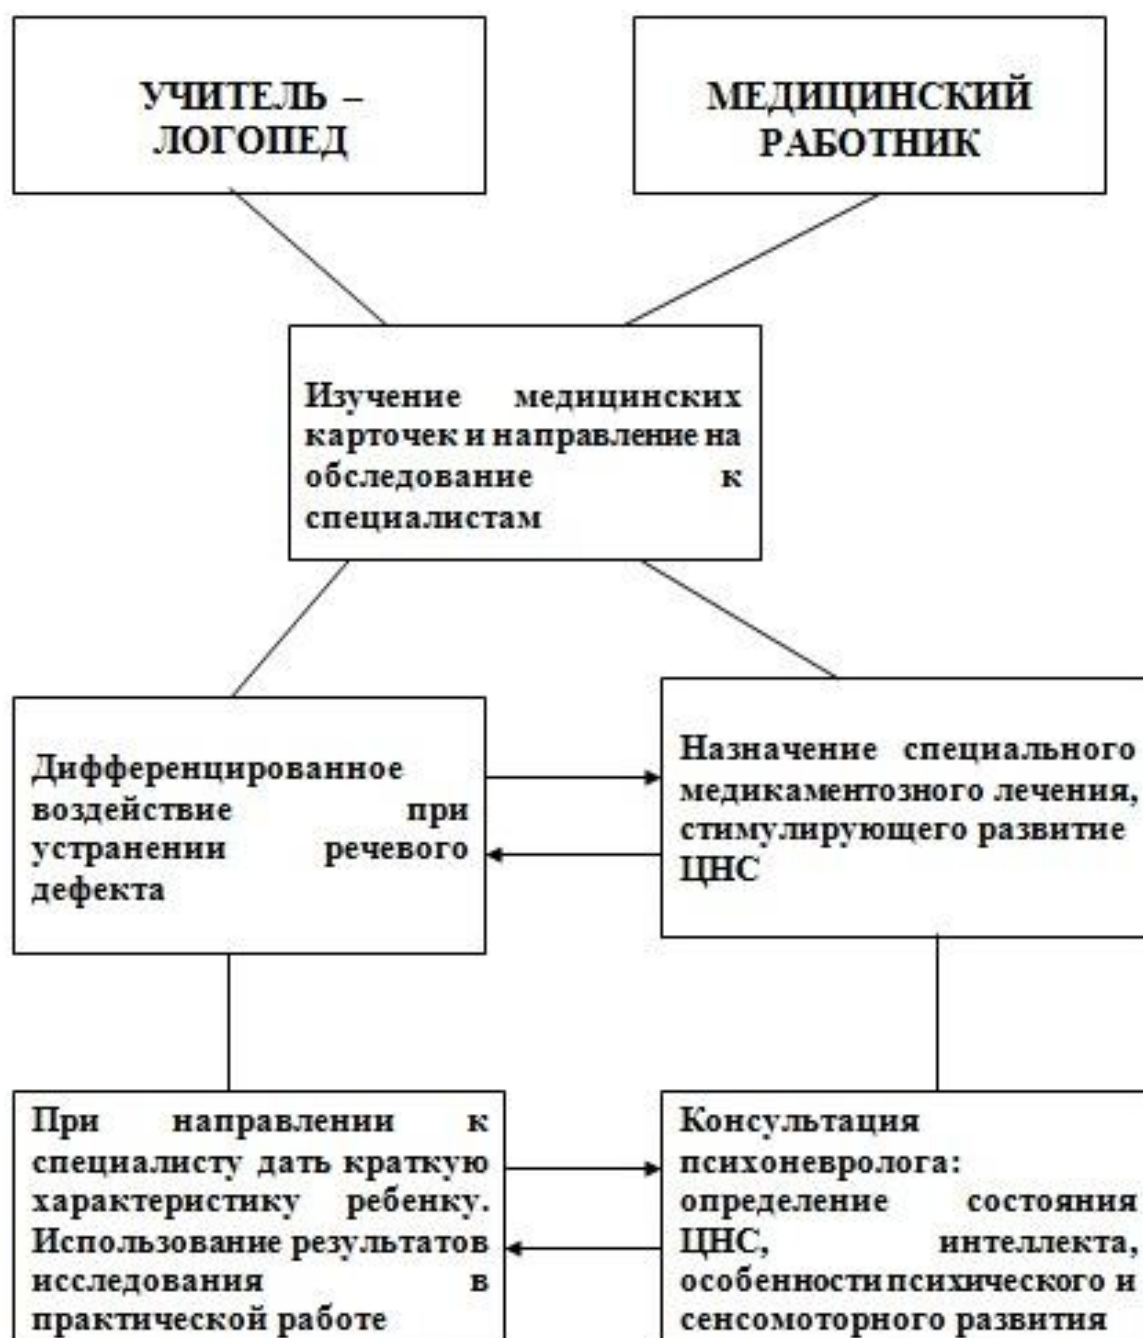 УЧИТЕЛЬ –
ЛОГОПЕД
МЕДИЦИНСКИЙ
РАБОТНИК
Изучение медицинских
карточек и направление на
обследование к
специалистам
Дифференцированное
воздействие при
устранении речевого
дефекта
Назначение специального
медикаментозного лечения,
стимулирующего развитие
ЦНС
При направлении к
специалисту дать краткую
характеристику ребенку.
Использование результатов
исследования в
практической работе
Консультация
психоневролога:
определение состояния
ЦНС, интеллекта,
особенности психического и
сенсомоторного развития